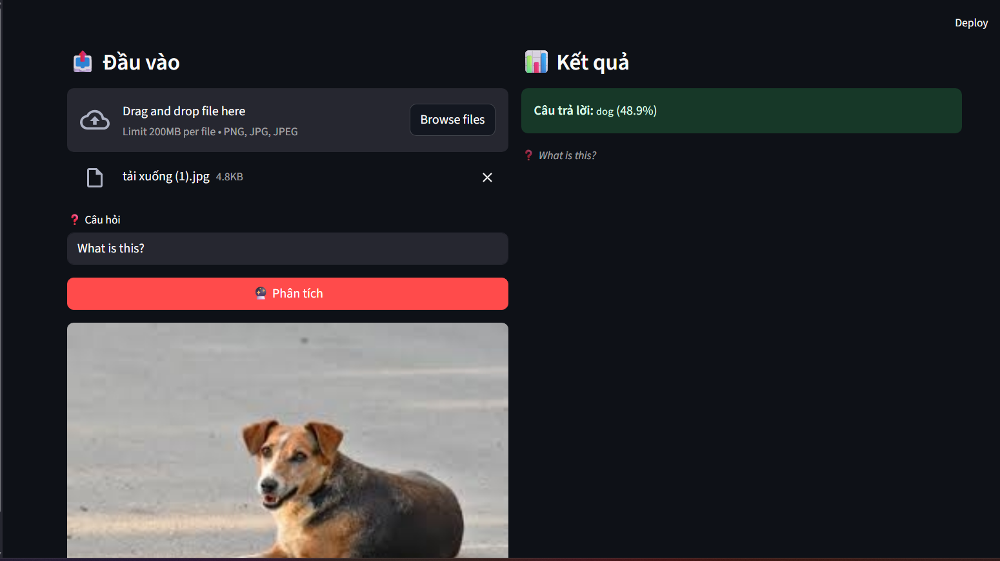 Deploy
Đầu vào
Drag and drop file here
Limit 200MB per file • PNG, JPG, JPEG
Browse files
tải xuống (1).jpg 4.8KB
Câu hỏi
What is this?
Phân tích
Kết quả
Câu trả lời: dog (48.9%)
What is this?